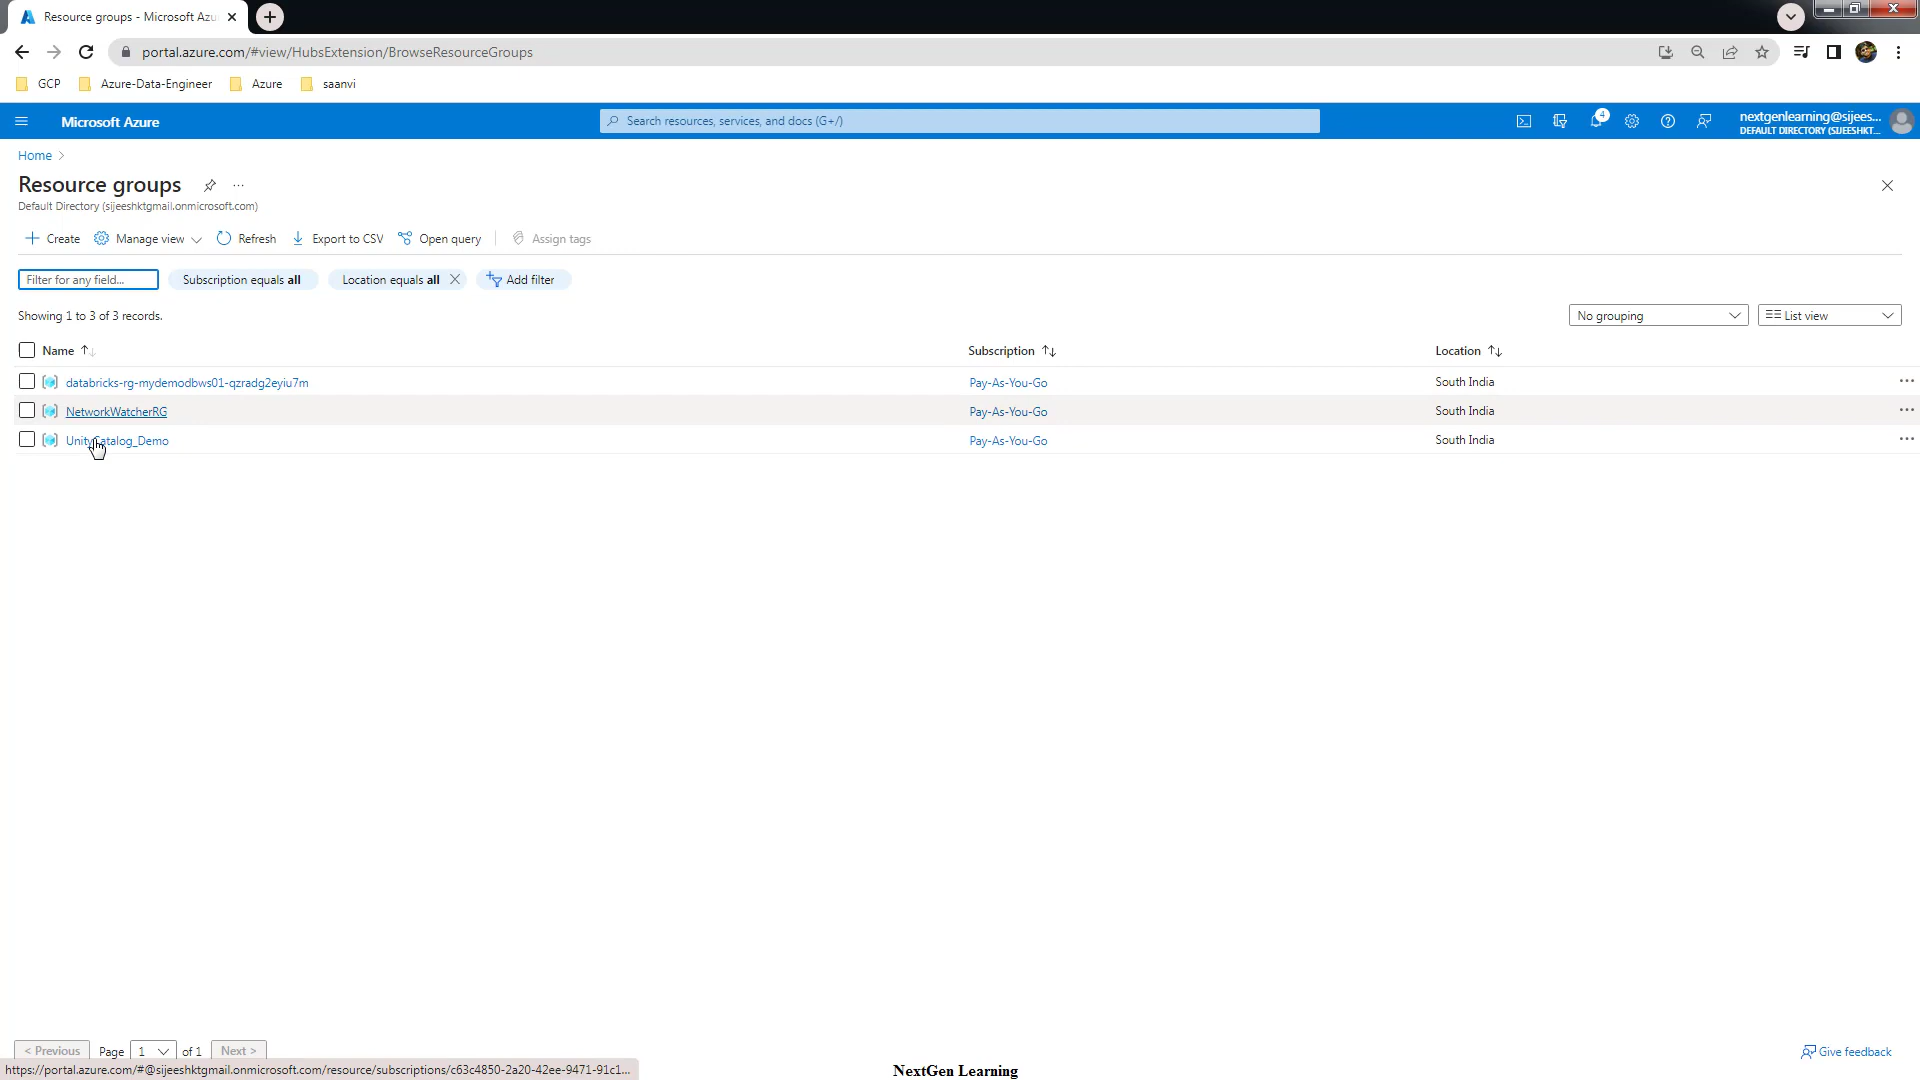 Resource groups - Microsoft Azu
portal.azure.com/#view/HubsExtension/BrowseResourceGroups
GCP Azure-Data-Engineer Azure saanvi
Microsoft Azure
Search resources, services, and docs (G+/)
4
nextgenlearning@sijees...
DEFAULT DIRECTORY (SIJEESHKT...
Home
Resource groups
Default Directory (sijeeshktgmail.onmicrosoft.com)
Create Manage view Refresh Export to CSV Open query Assign tags
Filter for any field... Subscription equals all Location equals all Add filter
Showing 1 to 3 of 3 records. No grouping List view
Name Subscription Location
databricks-rg-mydemodbws01-qzradg2eyiu7m Pay-As-You-Go South India
NetworkWatcherRG Pay-As-You-Go South India
UnityCatalog_Demo Pay-As-You-Go South India
< Previous Page 1 of 1 Next > Give feedback
https://portal.azure.com/#@sijeeshktgmail.onmicrosoft.com/resource/subscriptions/c63c4850-2a20-42ee-9471-91c1...
NextGen Learning